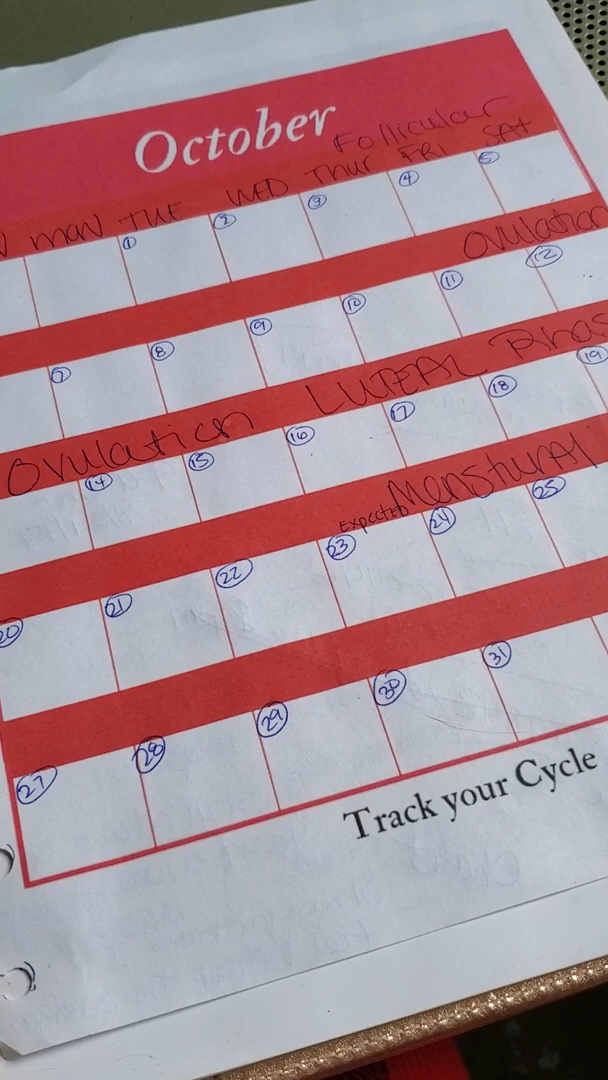 October
Follicular
MON TUE WED Thur FRI SAT
1 2 3 4 5
Ovulation
7 8 9 10 11 12
Ovulation LUTEAL Phas
14 15 16 17 18 19
Expected Menstural
20 21 22 23 24 25
27 28 29 30 31
Track your Cycle